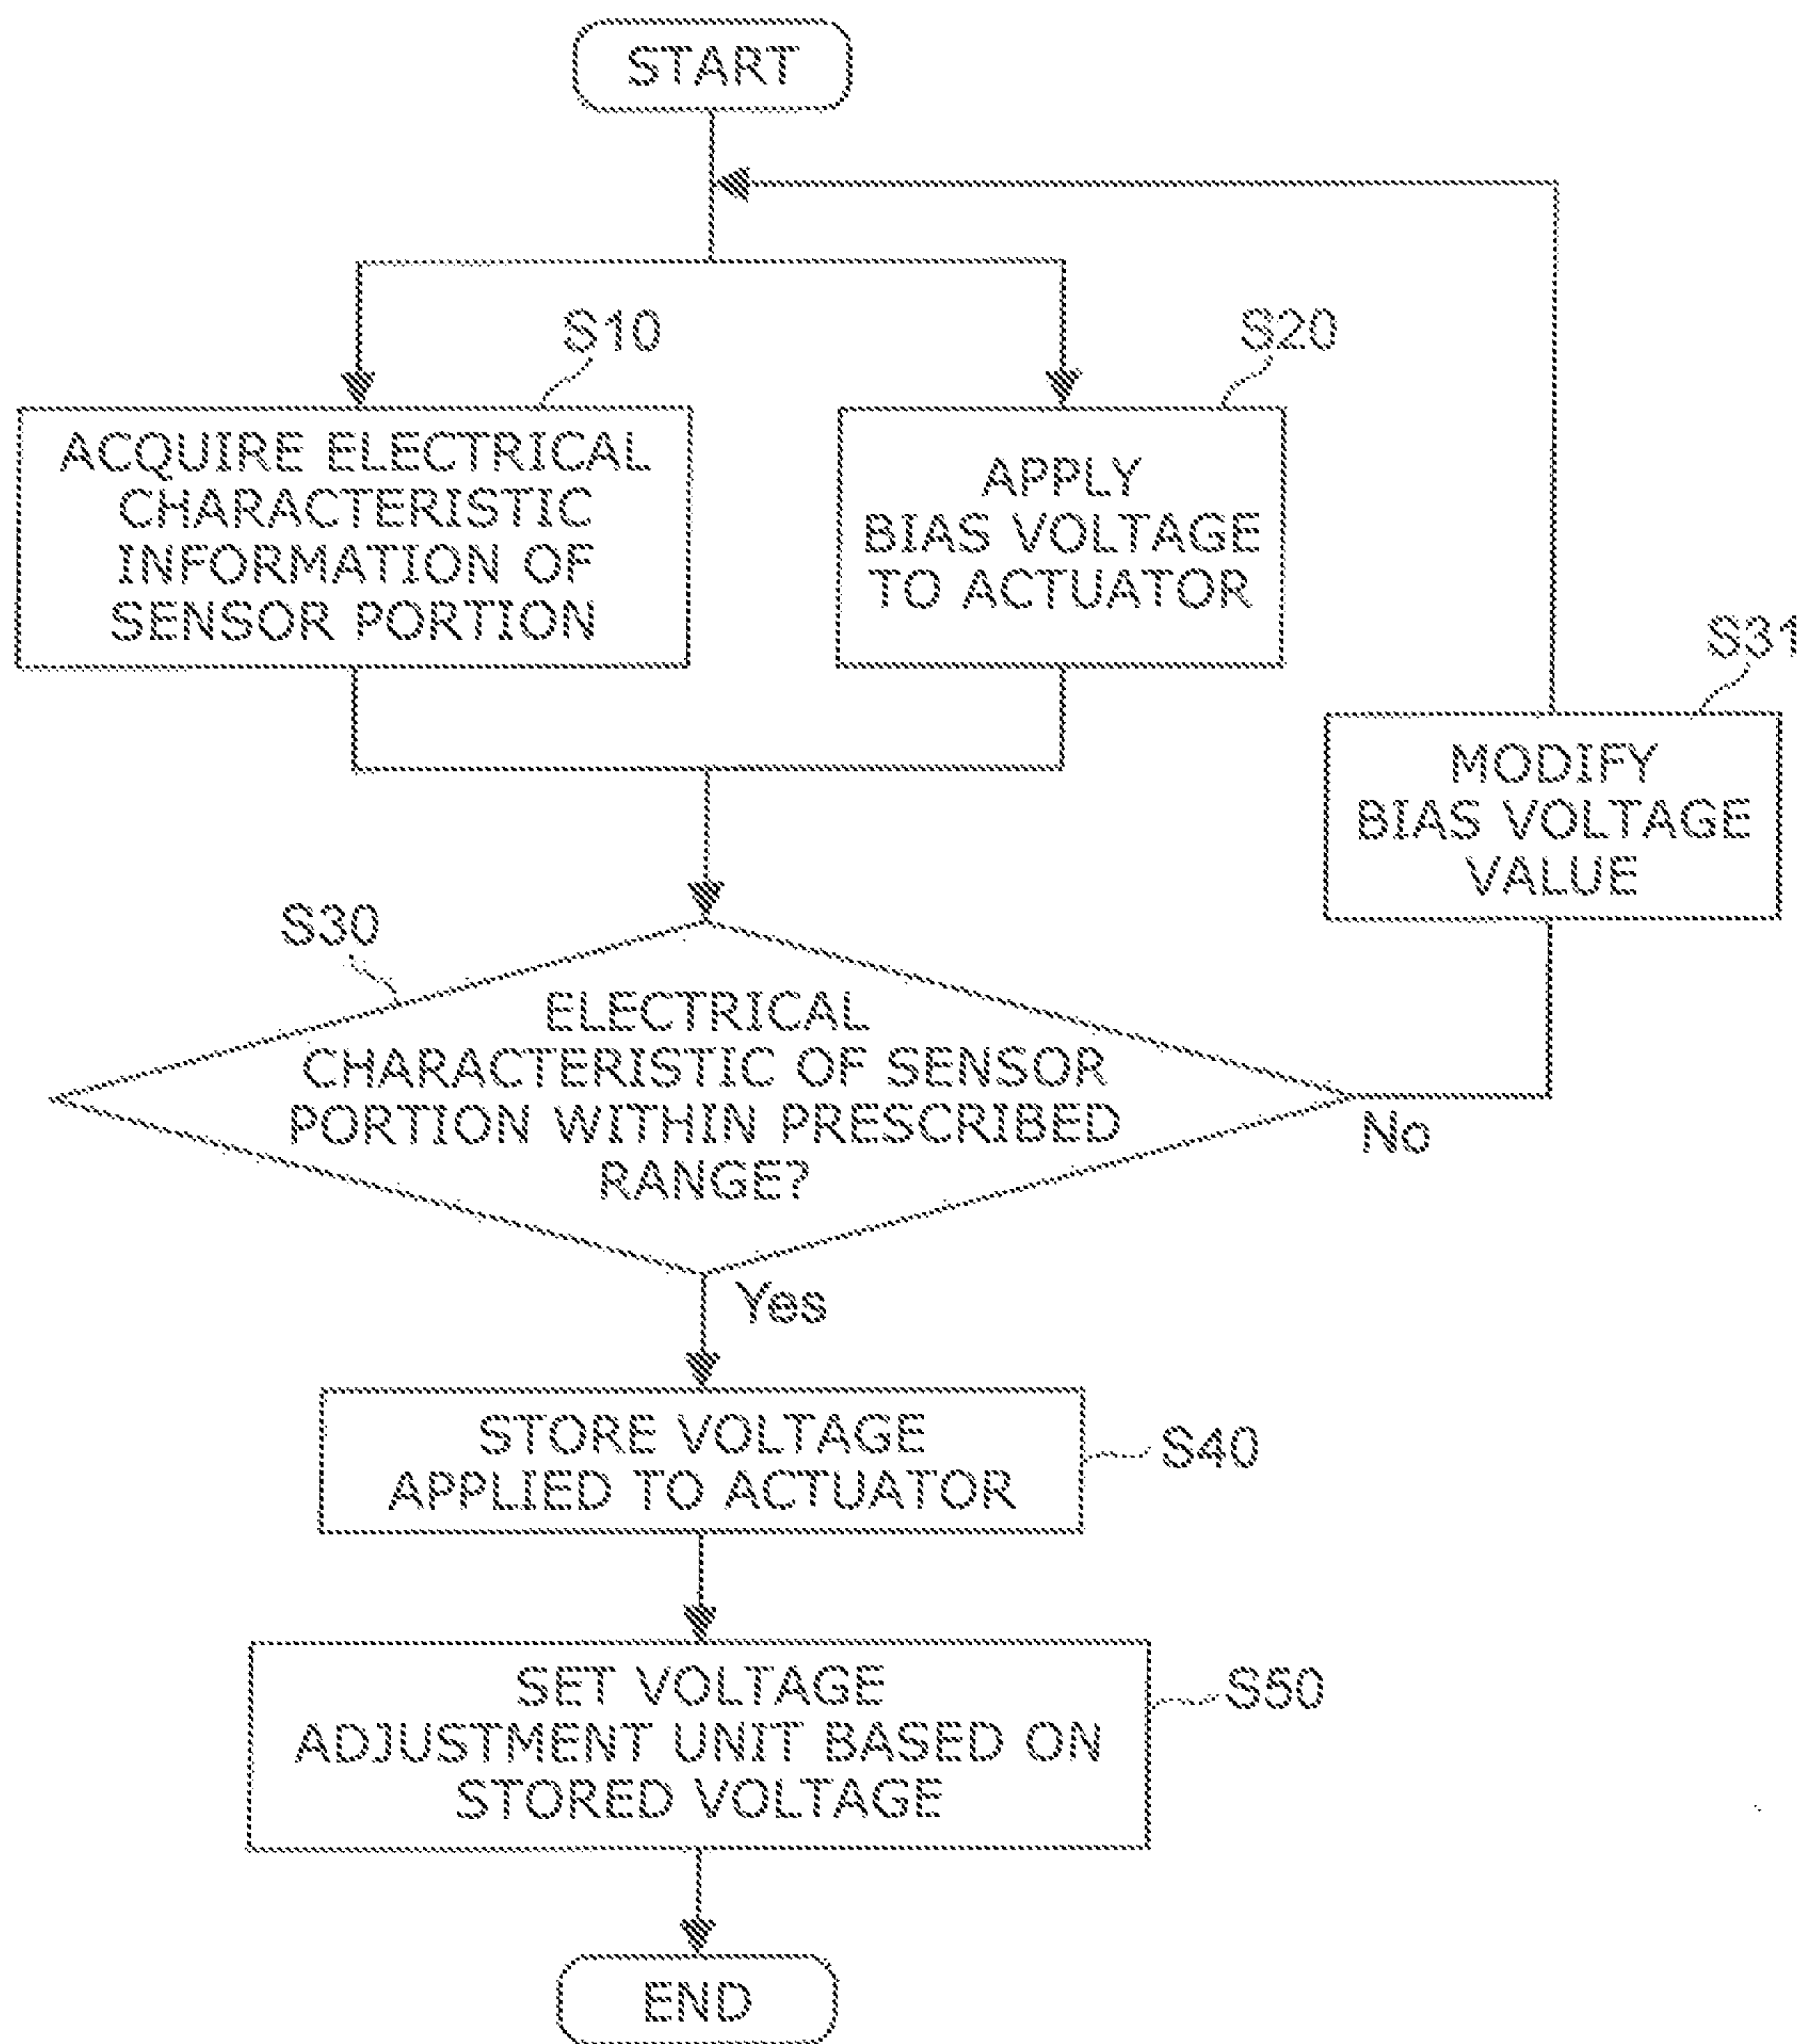 START
S10
ACQUIRE ELECTRICAL
CHARACTERISTIC
INFORMATION OF
SENSOR PORTION
S20
APPLY
BIAS VOLTAGE
TO ACTUATOR
S31
MODIFY
BIAS VOLTAGE
VALUE
S30
ELECTRICAL
CHARACTERISTIC OF SENSOR
PORTION WITHIN PRESCRIBED
RANGE?
No
Yes
STORE VOLTAGE
APPLIED TO ACTUATOR
S40
SET VOLTAGE
ADJUSTMENT UNIT BASED ON
STORED VOLTAGE
S50
END